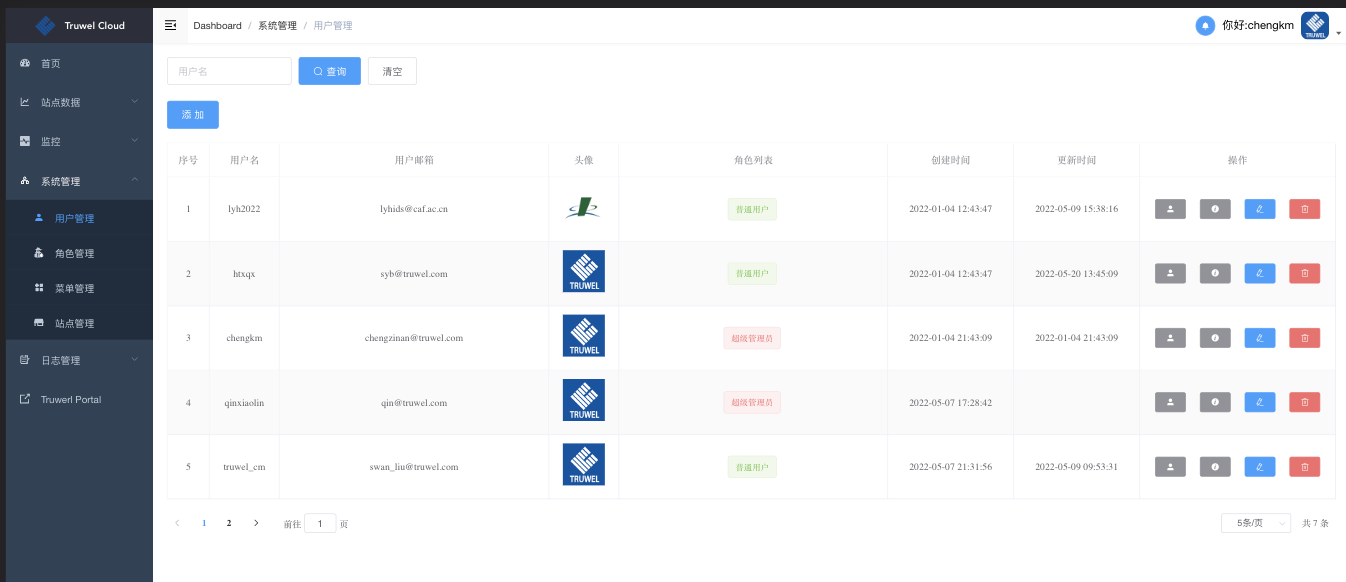 Truwel Cloud
Dashboard / 系统管理 / 用户管理
你好:chengkm
TRUWEL
首页
站点数据
监控
系统管理
用户管理
角色管理
菜单管理
站点管理
日志管理
Truwerl Portal
用户名 查询 清空
添 加
序号 用户名 用户邮箱 头像 角色列表 创建时间 更新时间 操作
1 lyh2022 lyhids@caf.ac.cn 普通用户 2022-01-04 12:43:47 2022-05-09 15:38:16
2 htxqx syb@truwel.com TRUWEL 普通用户 2022-01-04 12:43:47 2022-05-20 13:45:09
3 chengkm chengzinan@truwel.com TRUWEL 超级管理员 2022-01-04 21:43:09 2022-01-04 21:43:09
4 qinxiaolin qin@truwel.com TRUWEL 超级管理员 2022-05-07 17:28:42
5 truwel_cm swan_liu@truwel.com TRUWEL 普通用户 2022-05-07 21:31:56 2022-05-09 09:53:31
1 2 前往 1 页 5条/页 共 7 条